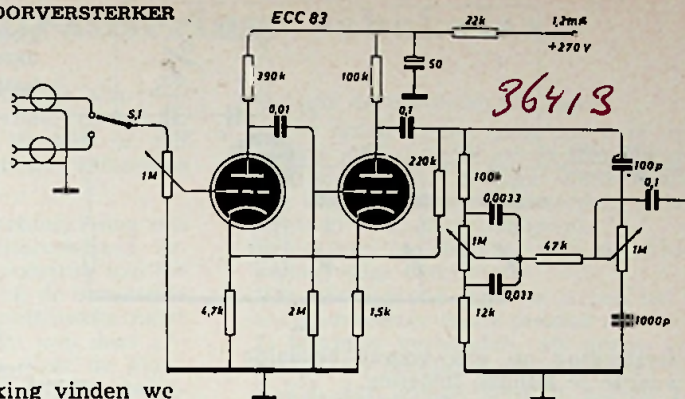 OORVERSTERKER
ECC 83
22k
1,2mA
+270 V
50
390k
100k
36413
0,01
0,1
S,1
220k
100k
100p
0,1
1M
0,0033
1M
47k
1M
0,033
4,7k
2M
1,5k
12k
1000p
king vinden we